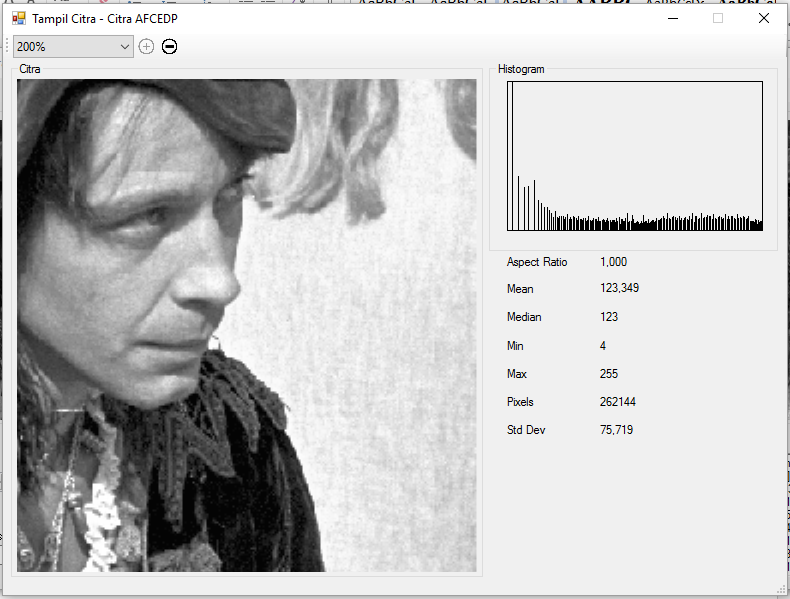 Tampil Citra - Citra AFCEDP
200%
Citra
Histogram
Aspect Ratio 1,000
Mean 123,349
Median 123
Min 4
Max 255
Pixels 262144
Std Dev 75,719